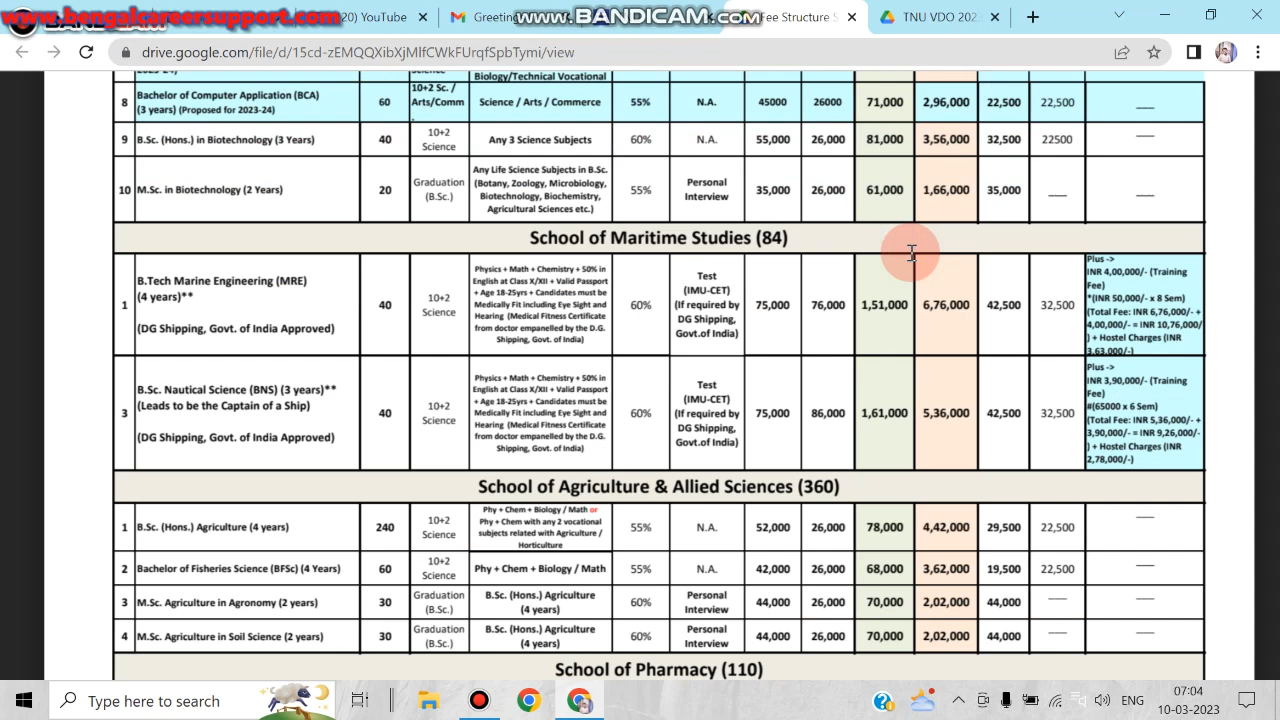 www.bengalcareersupport.com
20) YouTube
Greeting
www.BANDICAM.com
Fee Structure S
TNU VDO 202
drive.google.com/file/d/15cd-zEMQQXibXjMIfCWkFUrqfSpbTymi/view
2023-24)
Science
Biology/Technical Vocational
8 Bachelor of Computer Application (BCA) (3 years) (Proposed for 2023-24) 60 10+2 Sc. / Arts/Comm . Science / Arts / Commerce 55% N.A. 45000 26000 71,000 2,96,000 22,500 22,500 ___
9 B.Sc. (Hons.) in Biotechnology (3 Years) 40 10+2 Science Any 3 Science Subjects 60% N.A. 55,000 26,000 81,000 3,56,000 32,500 22500 ___
10 M.Sc. in Biotechnology (2 Years) 20 Graduation (B.Sc.) Any Life Science Subjects in B.Sc. (Botany, Zoology, Microbiology, Biotechnology, Biochemistry, Agricultural Sciences etc.) 55% Personal Interview 35,000 26,000 61,000 1,66,000 35,000 ___ ___
School of Maritime Studies (84)
1 B.Tech Marine Engineering (MRE) (4 years)** (DG Shipping, Govt. of India Approved) 40 10+2 Science Physics + Math + Chemistry + 50% in English at Class X/XII + Valid Passport + Age 18-25yrs + Candidates must be Medically Fit including Eye Sight and Hearing (Medical Fitness Certificate from doctor empanelled by the D.G. Shipping, Govt. of India) 60% Test (IMU-CET) (If required by DG Shipping, Govt.of India) 75,000 76,000 1,51,000 6,76,000 42,500 32,500 Plus -> INR 4,00,000/- (Training Fee) *(INR 50,000/- x 8 Sem) (Total Fee: INR 6,76,000/- + 4,00,000/- = INR 10,76,000/ ) + Hostel Charges (INR 3,63,000/-)
3 B.Sc. Nautical Science (BNS) (3 years)** (Leads to be the Captain of a Ship) (DG Shipping, Govt. of India Approved) 40 10+2 Science Physics + Math + Chemistry + 50% in English at Class X/XII + Valid Passport + Age 18-25yrs + Candidates must be Medically Fit including Eye Sight and Hearing (Medical Fitness Certificate from doctor empanelled by the D.G. Shipping, Govt. of India) 60% Test (IMU-CET) (If required by DG Shipping, Govt.of India) 75,000 86,000 1,61,000 5,36,000 42,500 32,500 Plus -> INR 3,90,000/- (Training Fee) #(65000 x 6 Sem) (Total Fee: INR 5,36,000/- + 3,90,000/- = INR 9,26,000/- ) + Hostel Charges (INR 2,78,000/-)
School of Agriculture & Allied Sciences (360)
1 B.Sc. (Hons.) Agriculture (4 years) 240 10+2 Science Phy + Chem + Biology / Math or Phy + Chem with any 2 vocational subjects related with Agriculture / Horticulture 55% N.A. 52,000 26,000 78,000 4,42,000 29,500 22,500 ___
2 Bachelor of Fisheries Science (BFSc) (4 Years) 60 10+2 Science Phy + Chem + Biology / Math 55% N.A. 42,000 26,000 68,000 3,62,000 19,500 22,500 ___
3 M.Sc. Agriculture in Agronomy (2 years) 30 Graduation (B.Sc.) B.Sc. (Hons.) Agriculture (4 years) 60% Personal Interview 44,000 26,000 70,000 2,02,000 44,000 ___ ___
4 M.Sc. Agriculture in Soil Science (2 years) 30 Graduation (B.Sc.) B.Sc. (Hons.) Agriculture (4 years) 60% Personal Interview 44,000 26,000 70,000 2,02,000 44,000 ___ ___
School of Pharmacy (110)
Type here to search
ENG
07:04
10-03-2023